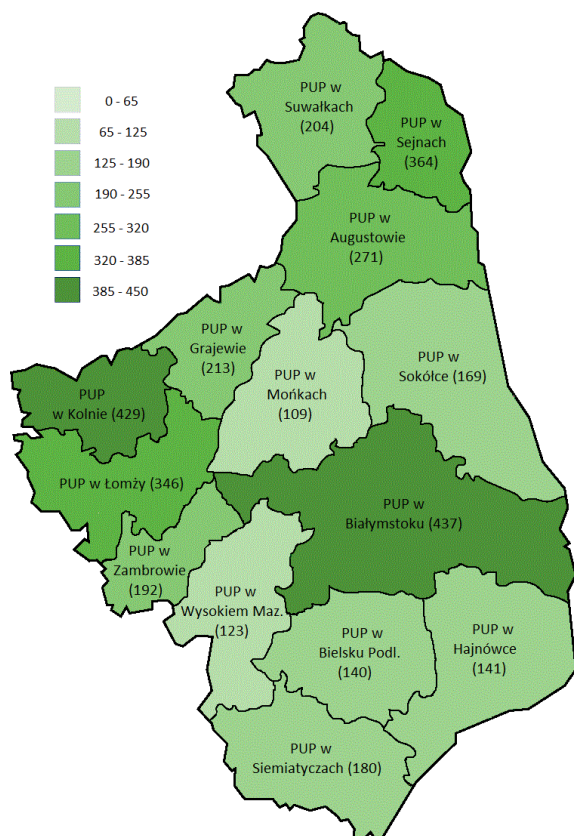 0 - 65
65 - 125
125 - 190
190 - 255
255 - 320
320 - 385
385 - 450
PUP w
Suwałkach
(204)
PUP w
Sejnach
(364)
PUP w
Augustowie
(271)
PUP w
Grajewie
(213)
PUP w
Mońkach
(109)
PUP w
Sokółce (169)
PUP
w Kolnie (429)
PUP w Łomży (346)
PUP w
Białymstoku (437)
PUP w
Zambrowie
(192)
PUP w
Wysokiem Maz.
(123)
PUP w
Bielsku Podl.
(140)
PUP w
Hajnówce
(141)
PUP w
Siemiatyczach (180)